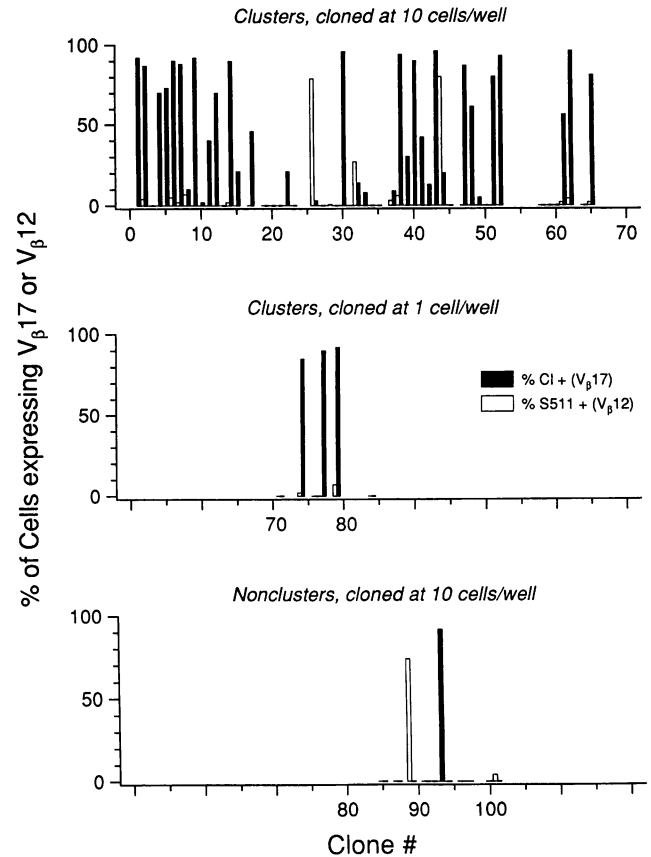 Clusters, cloned at 10 cells/well
100
50
0
0 10 20 30 40 50 60 70
% of Cells expressing Vβ17 or Vβ12
Clusters, cloned at 1 cell/well
100
50
0
% CI + (Vβ17)
% S511 + (Vβ12)
70 80
Nonclusters, cloned at 10 cells/well
100
50
0
80 90 100
Clone #